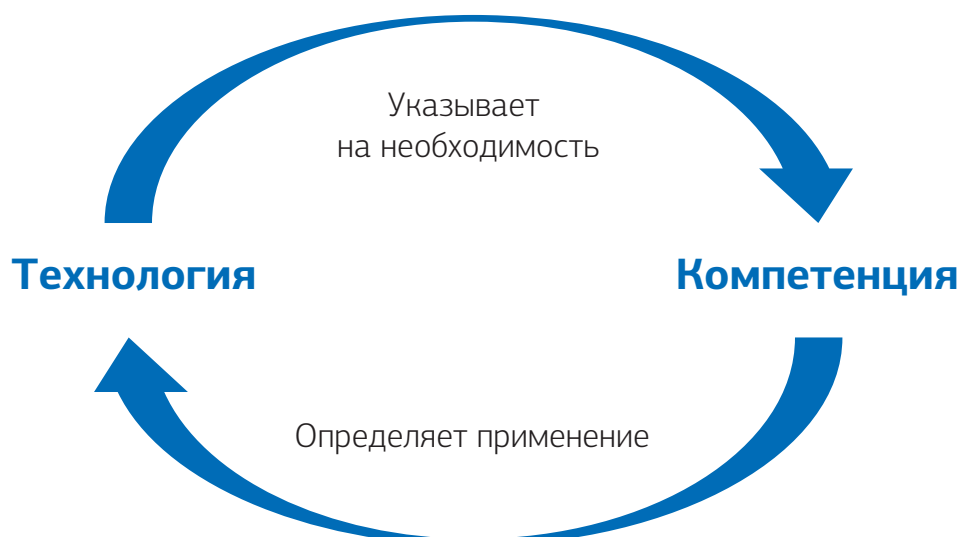 Указывает
на необходимость
Технология
Компетенция
Определяет применение